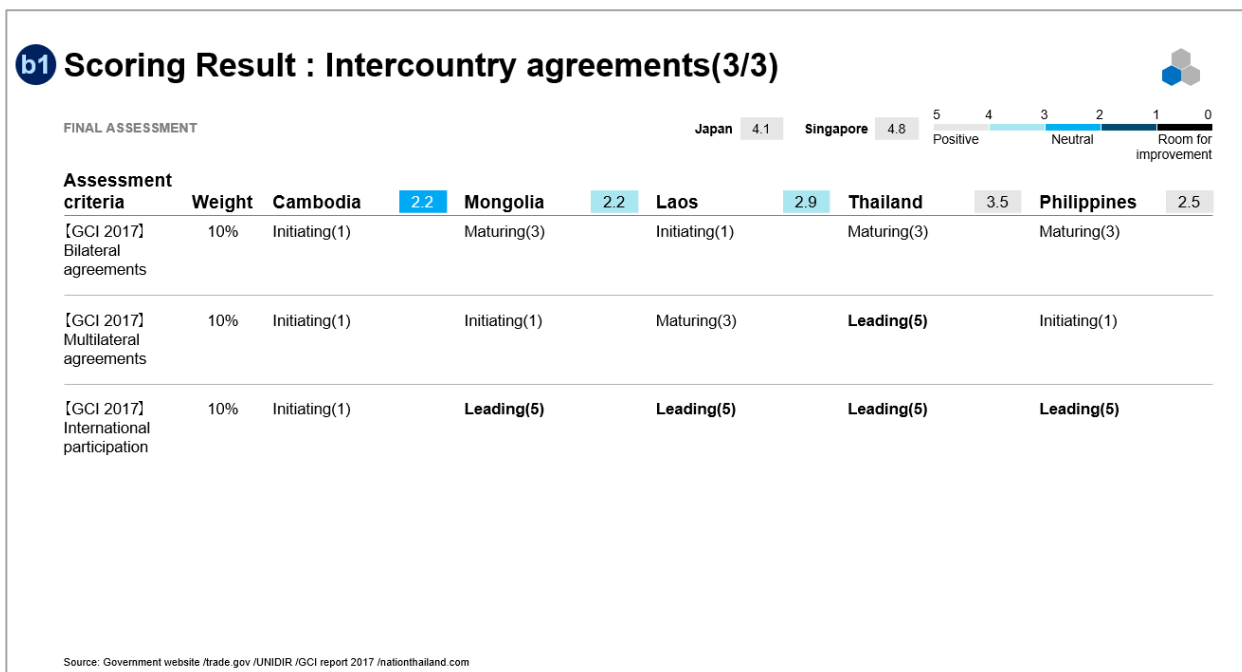 b1 Scoring Result : Intercountry agreements(3/3)
FINAL ASSESSMENT
Japan 4.1 Singapore 4.8
5 4 3 2 1 0
Positive Neutral Room for
improvement
Assessment
criteria Weight Cambodia 2.2 Mongolia 2.2 Laos 2.9 Thailand 3.5 Philippines 2.5
【GCI 2017】 10% Initiating(1) Maturing(3) Initiating(1) Maturing(3) Maturing(3)
Bilateral
agreements
【GCI 2017】 10% Initiating(1) Initiating(1) Maturing(3) Leading(5) Initiating(1)
Multilateral
agreements
【GCI 2017】 10% Initiating(1) Leading(5) Leading(5) Leading(5) Leading(5)
International
participation
Source: Government website /trade.gov /UNIDIR /GCI report 2017 /nationthailand.com